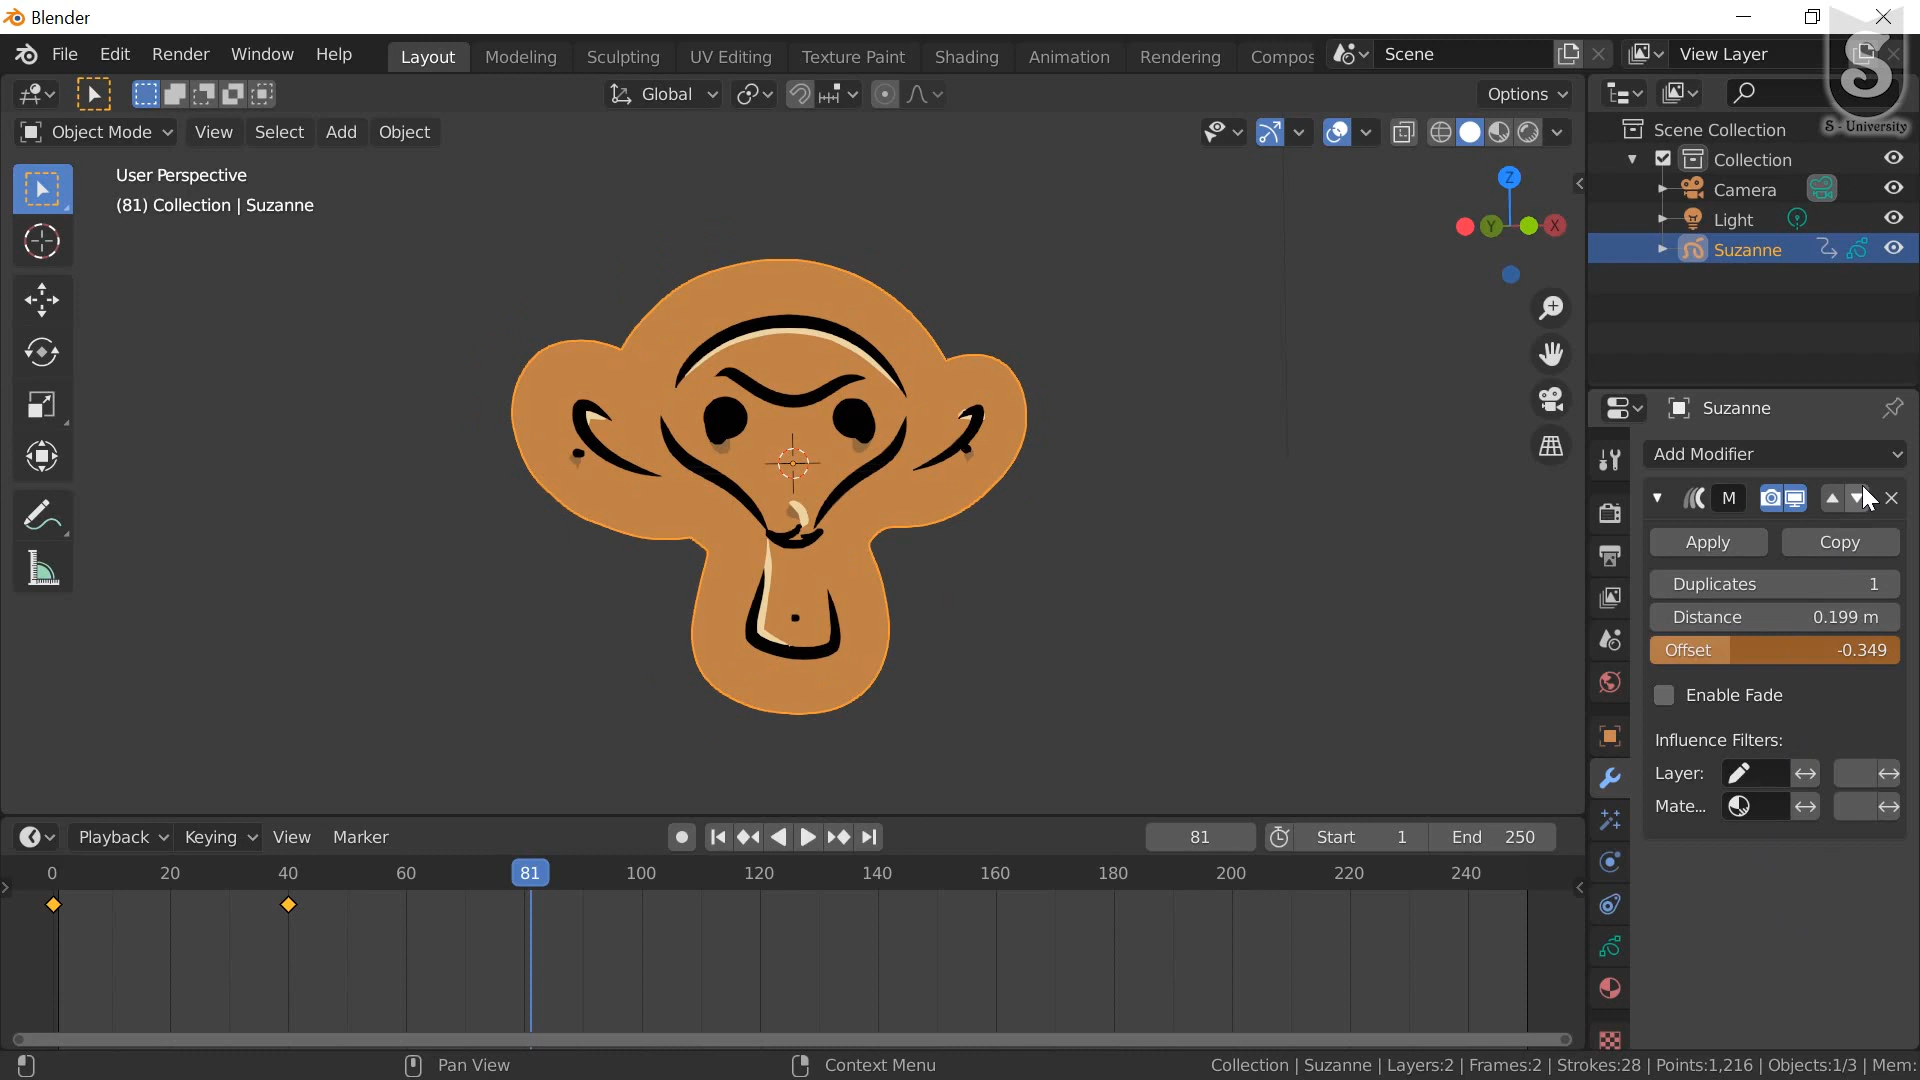 Blender
File Edit Render Window Help
Layout Modeling Sculpting UV Editing Texture Paint Shading Animation Rendering Compos
Scene
View Layer
Global
Options
Object Mode View Select Add Object
S - University
Scene Collection
Collection
Camera
Light
Suzanne
User Perspective
(81) Collection | Suzanne
Z
Y
X
Suzanne
Add Modifier
M
Apply Copy
Duplicates 1
Distance 0.199 m
Offset -0.349
Enable Fade
Influence Filters:
Layer:
Mate...
Playback Keying View Marker
81
Start 1
End 250
0 20 40 60 81 100 120 140 160 180 200 220 240
Pan View
Context Menu
Collection | Suzanne | Layers:2 | Frames:2 | Strokes:28 | Points:1,216 | Objects:1/3 | Mem: